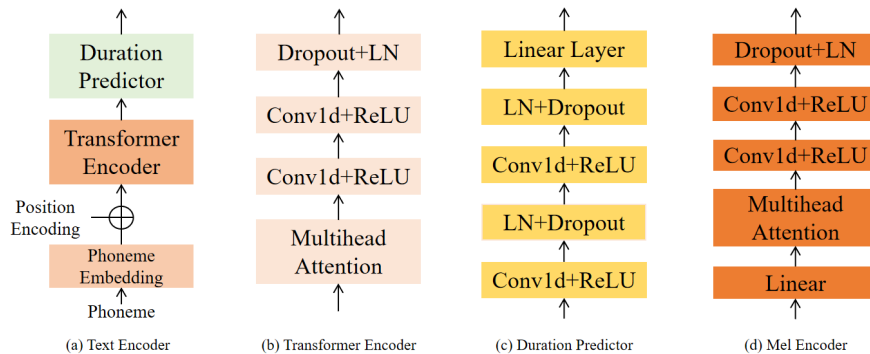 Duration
Predictor
Transformer
Encoder
Position
Encoding
Phoneme
Embedding
Phoneme
(a) Text Encoder
Dropout+LN
Conv1d+ReLU
Conv1d+ReLU
Multihead
Attention
(b) Transformer Encoder
Linear Layer
LN+Dropout
Conv1d+ReLU
LN+Dropout
Conv1d+ReLU
(c) Duration Predictor
Dropout+LN
Conv1d+ReLU
Conv1d+ReLU
Multihead
Attention
Linear
(d) Mel Encoder